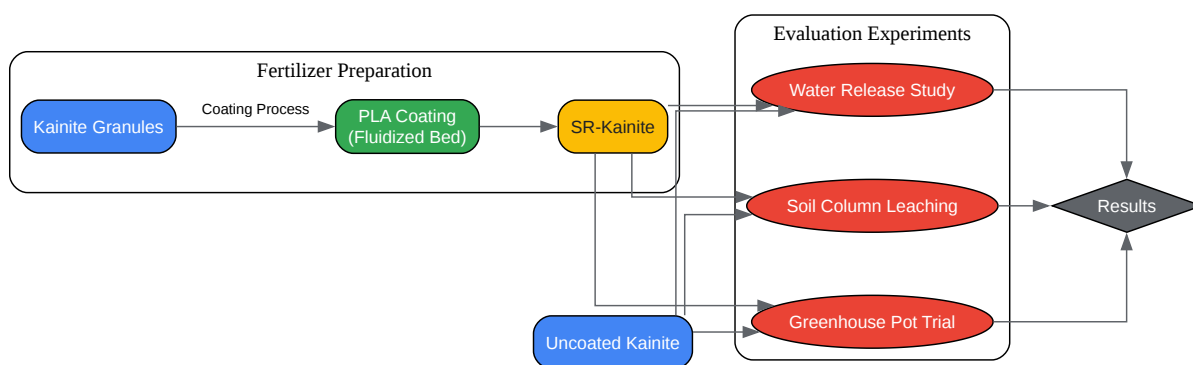 Evaluation Experiments
Fertilizer Preparation
Water Release Study
Coating Process
Kainite Granules
PLA Coating
(Fluidized Bed)
SR-Kainite
Soil Column Leaching
Results
Greenhouse Pot Trial
Uncoated Kainite